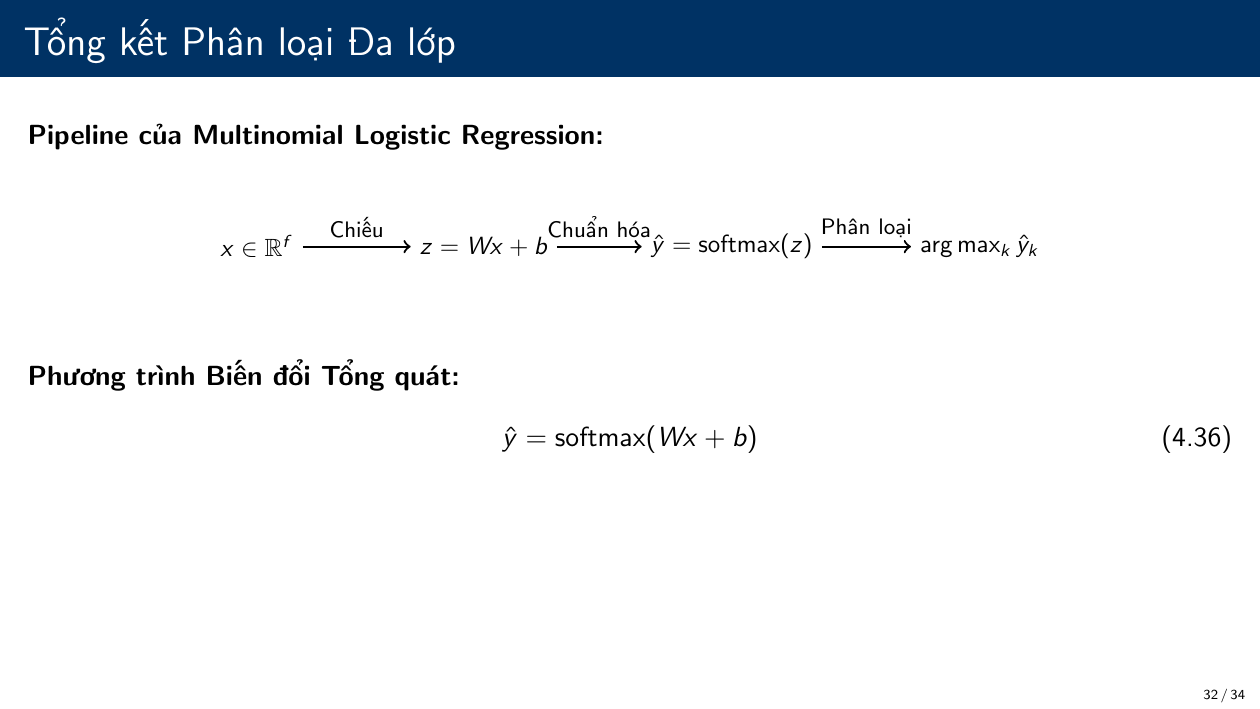 Tổng kết Phân loại Đa lớp
Pipeline của Multinomial Logistic Regression:
x ∈ ℝ^f Chiếu → z = Wx + b Chuẩn hóa → ŷ = softmax(z) Phân loại → arg max_k ŷ_k
Phương trình Biến đổi Tổng quát:
ŷ = softmax(Wx + b) (4.36)
32 / 34